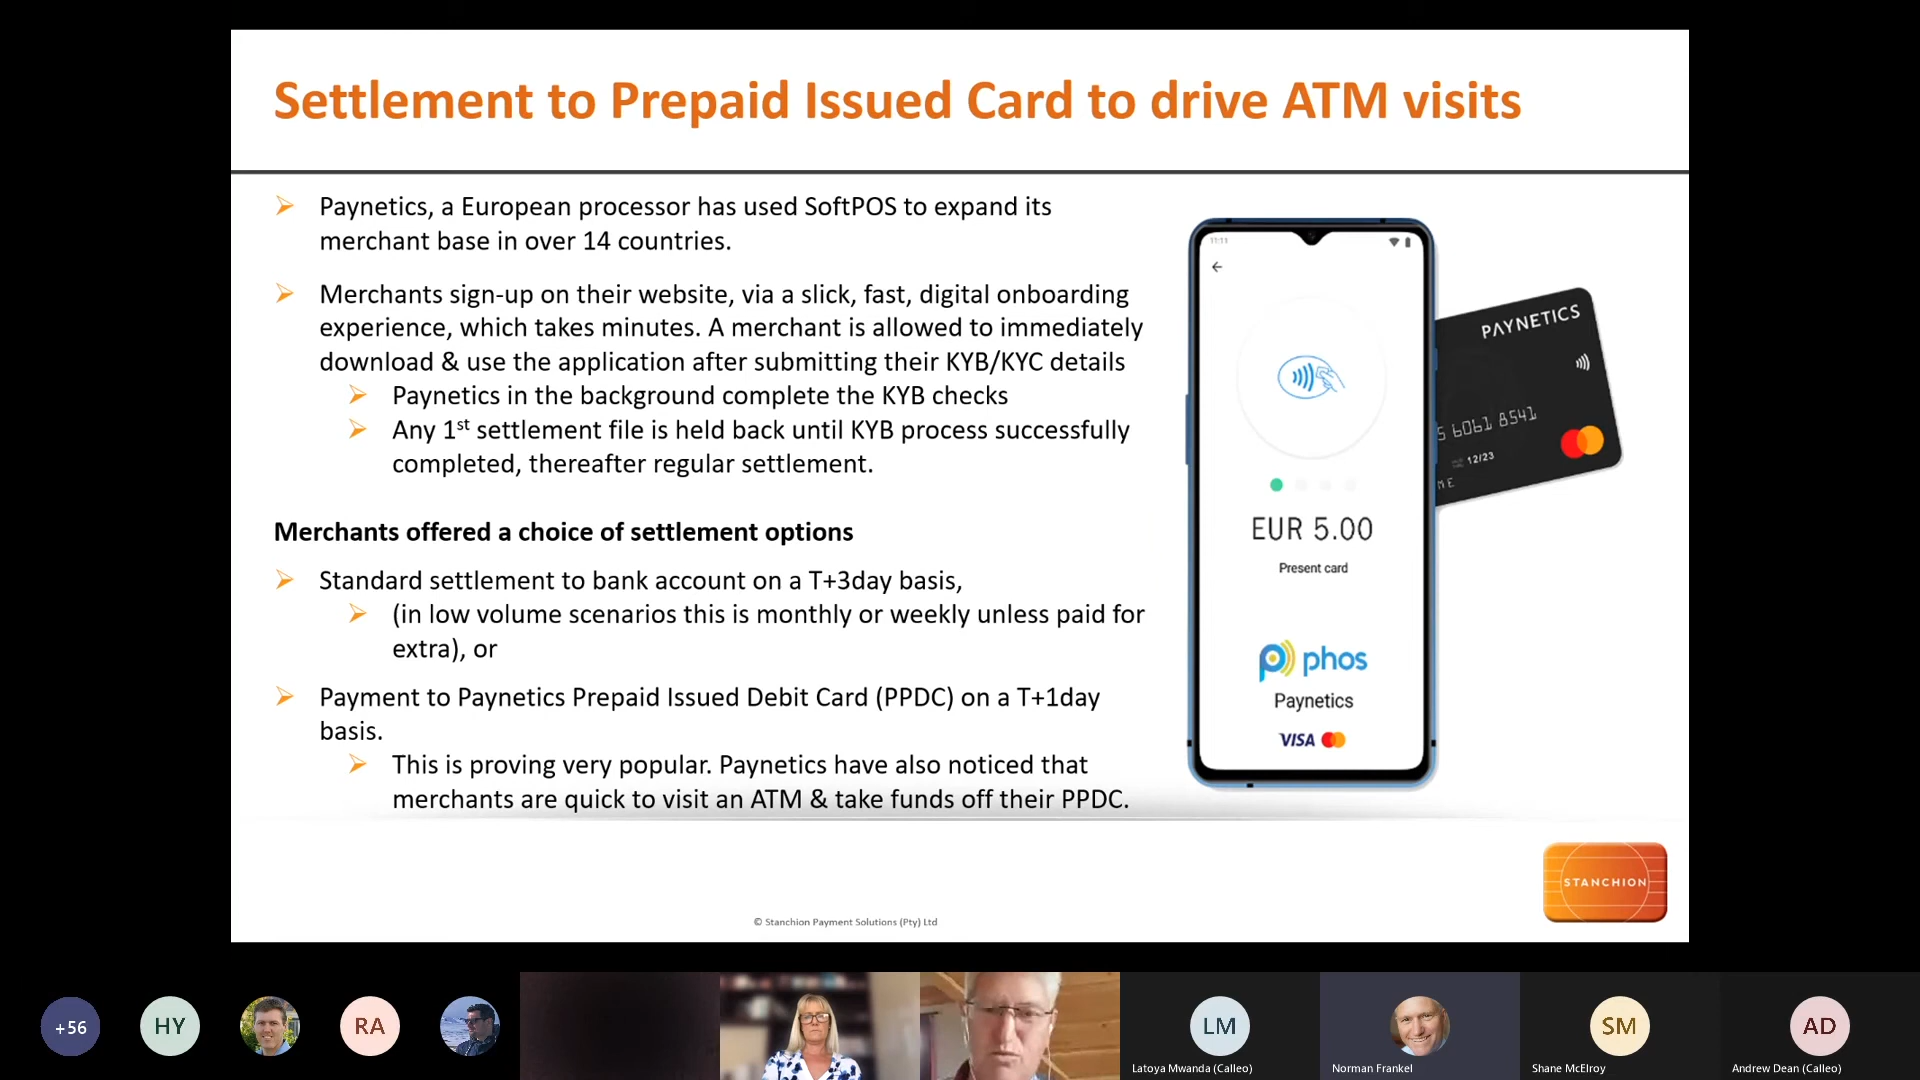 Settlement to Prepaid Issued Card to drive ATM visits
➢ Paynetics, a European processor has used SoftPOS to expand its
merchant base in over 14 countries.
➢ Merchants sign-up on their website, via a slick, fast, digital onboarding
experience, which takes minutes. A merchant is allowed to immediately
download & use the application after submitting their KYB/KYC details
➢ Paynetics in the background complete the KYB checks
➢ Any 1st settlement file is held back until KYB process successfully
completed, thereafter regular settlement.
Merchants offered a choice of settlement options
➢ Standard settlement to bank account on a T+3day basis,
➢ (in low volume scenarios this is monthly or weekly unless paid for
extra), or
➢ Payment to Paynetics Prepaid Issued Debit Card (PPDC) on a T+1day
basis.
➢ This is proving very popular. Paynetics have also noticed that
merchants are quick to visit an ATM & take funds off their PPDC.
11:11
EUR 5.00
Present card
phos
Paynetics
VISA
PAYNETICS
5 6061 8541
12/23
ME
STANCHION
© Stanchion Payment Solutions (Pty) Ltd
+56
HY
RA
LM
Latoya Mwanda (Calleo)
Norman Frankel
SM
Shane McElroy
AD
Andrew Dean (Calleo)